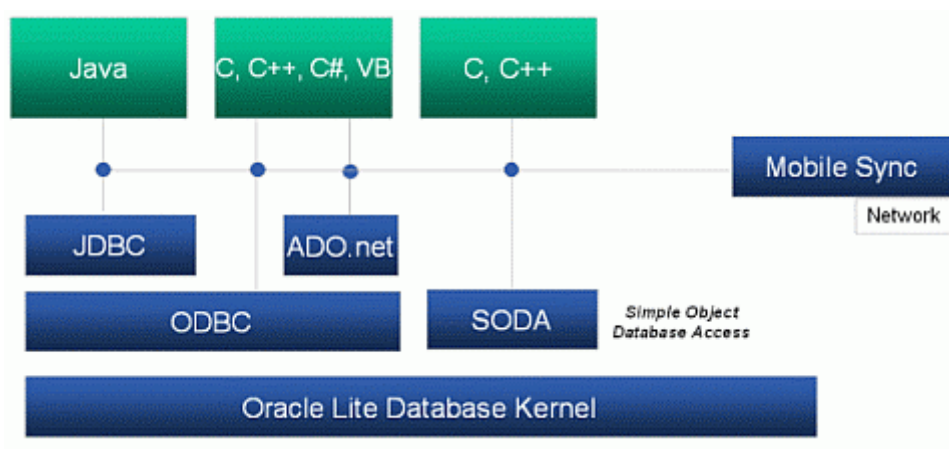 Java
C, C++, C#, VB
C, C++
Mobile Sync
Network
JDBC
ADO.net
ODBC
SODA
Simple Object
Database Access
Oracle Lite Database Kernel